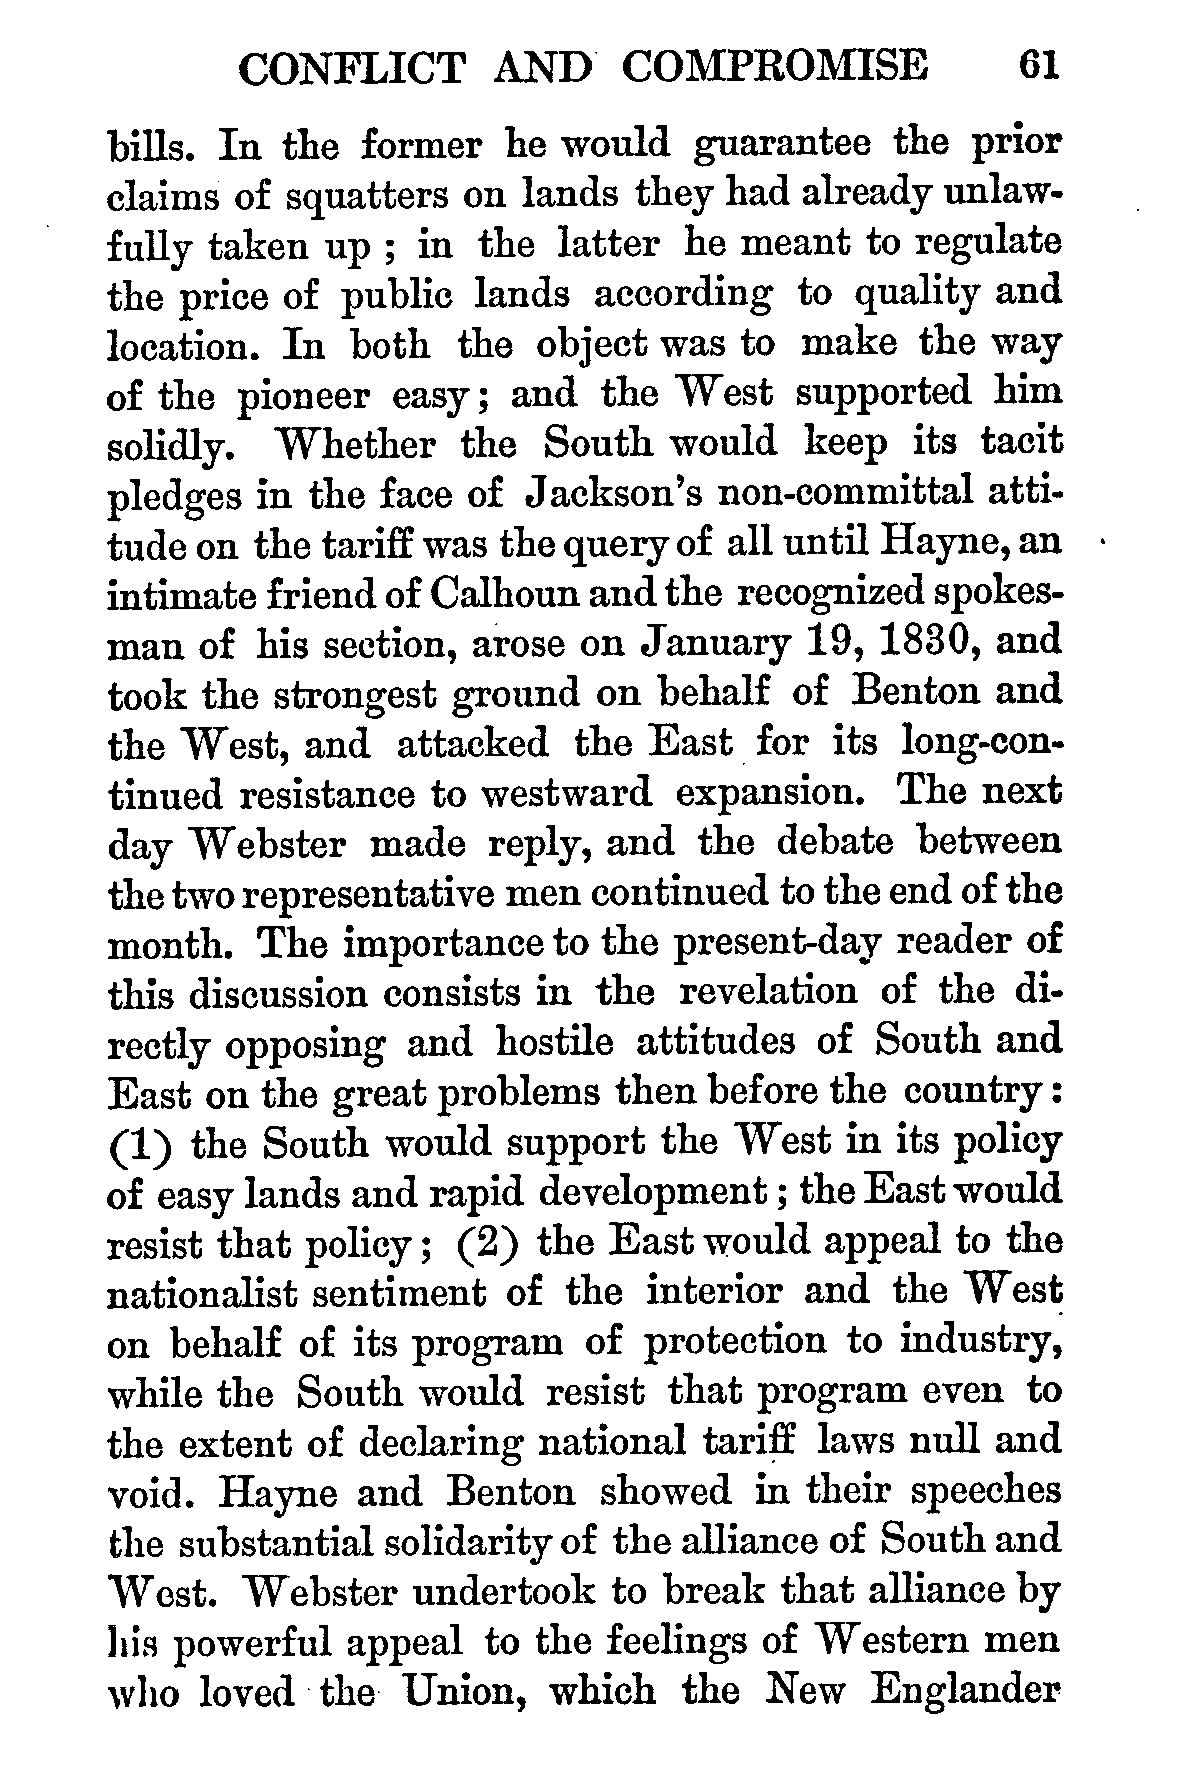 CONFLICT AND COMPROMISE 61
bills. In the former he would guarantee the prior
claims of squatters on lands they had already unlaw-
fully taken up ; in the latter he meant to regulate
the price of public lands according to quality and
location. In both the object was to make the way
of the pioneer easy; and the West supported him
solidly. Whether the South would keep its tacit
pledges in the face of Jackson's non-committal atti-
tude on the tariff was the query of all until Hayne, an
intimate friend of Calhoun and the recognized spokes-
man of his section, arose on January 19, 1830, and
took the strongest ground on behalf of Benton and
the West, and attacked the East for its long-con-
tinued resistance to westward expansion. The next
day Webster made reply, and the debate between
the two representative men continued to the end of the
month. The importance to the present-day reader of
this discussion consists in the revelation of the di-
rectly opposing and hostile attitudes of South and
East on the great problems then before the country:
(1) the South would support the West in its policy
of easy lands and rapid development ; the East would
resist that policy; (2) the East would appeal to the
nationalist sentiment of the interior and the West
on behalf of its program of protection to industry,
while the South would resist that program even to
the extent of declaring national tariff laws null and
void. Hayne and Benton showed in their speeches
the substantial solidarity of the alliance of South and
West. Webster undertook to break that alliance by
his powerful appeal to the feelings of Western men
who loved the Union, which the New Englander